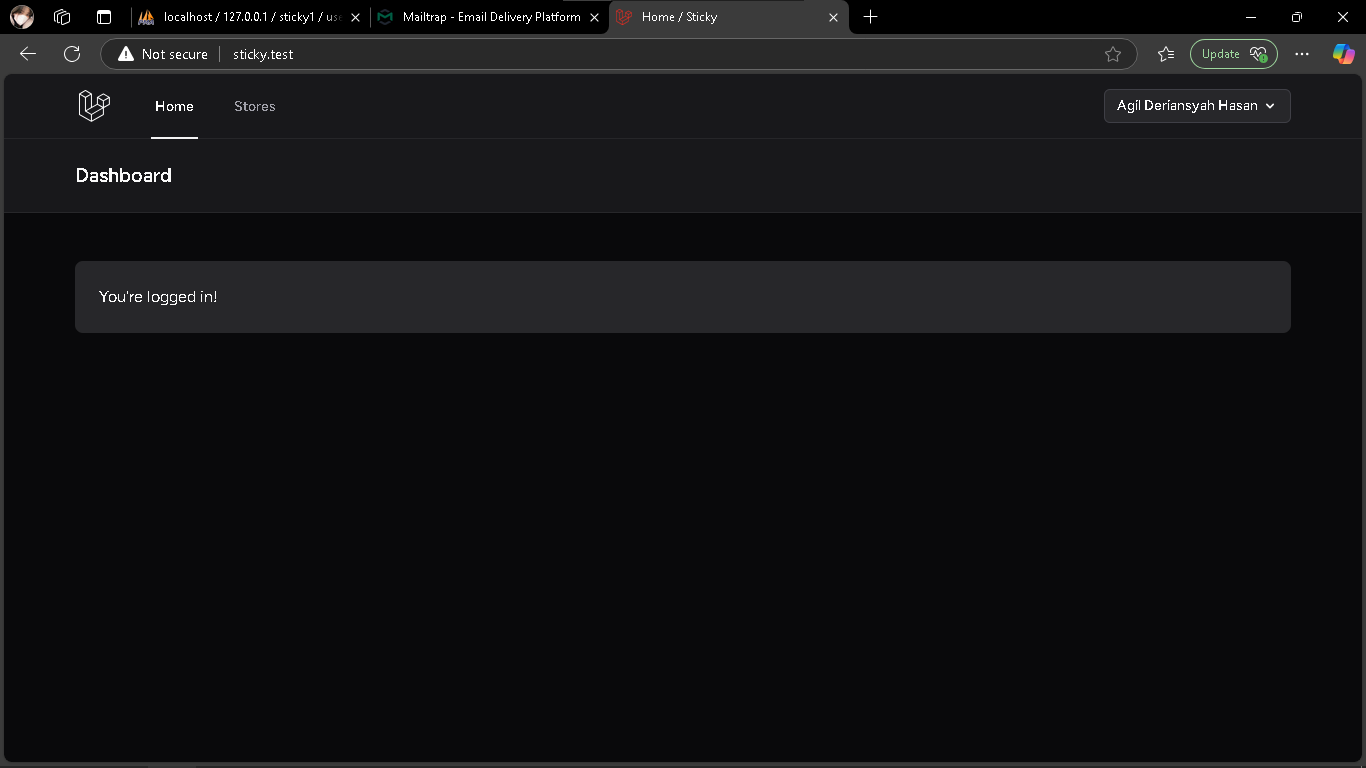 localhost / 127.0.0.1 / sticky1 / use
Mailtrap - Email Delivery Platform
Home / Sticky
Not secure
sticky.test
Update
Home
Stores
Agil Deriansyah Hasan
Dashboard
You're logged in!